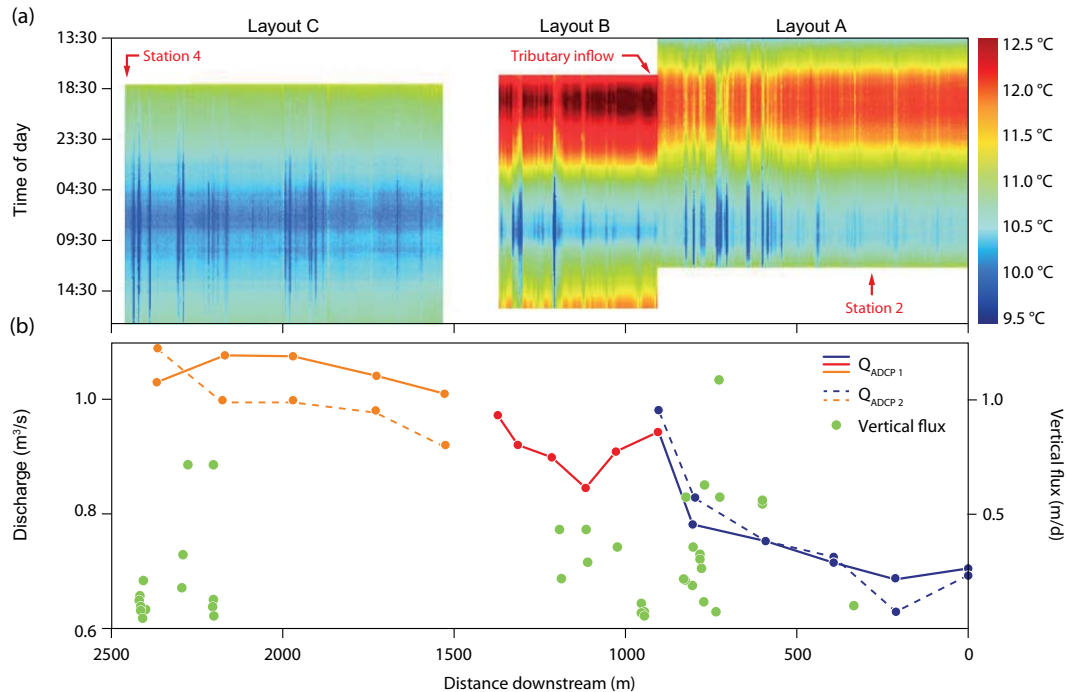 (a)
Layout C
Layout B
Layout A
13:30
18:30
23:30
04:30
09:30
14:30
Time of day
Station 4
Tributary inflow
Station 2
12.5 °C
12.0 °C
11.5 °C
11.0 °C
10.5 °C
10.0 °C
9.5 °C
(b)
1.0
0.8
0.6
Discharge (m³/s)
Q ADCP 1
Q ADCP 2
Vertical flux
1.0
0.5
Vertical flux (m/d)
2500
2000
1500
1000
500
0
Distance downstream (m)